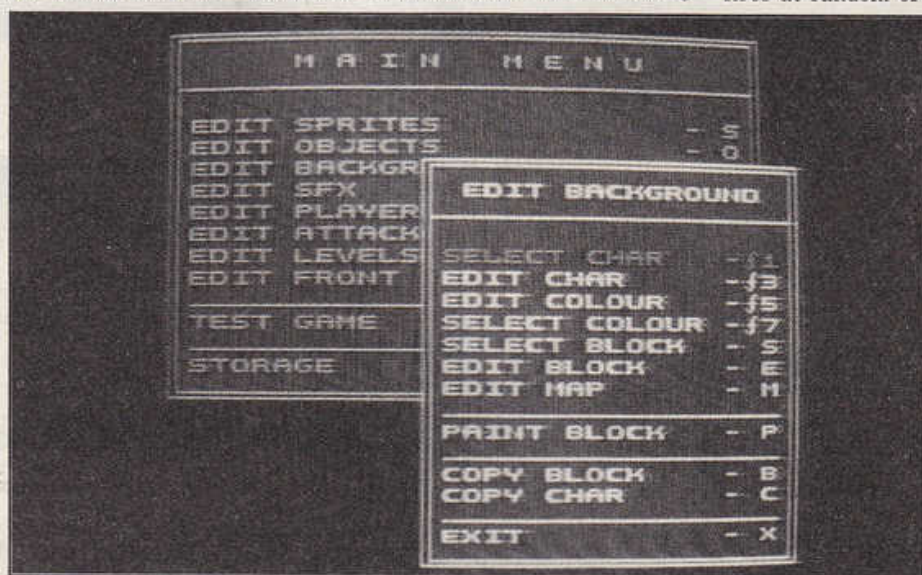 MAIN MENU
EDIT SPRITES - S
EDIT OBJECTS - O
EDIT
EDIT SFX
EDIT PLAYER
EDIT ATTACK
EDIT LEVELS
EDIT FRONT
TEST GAME
STORAGE
EDIT BACKGROUND
SELECT CHAR -f1
EDIT CHAR -f3
EDIT COLOUR -f5
SELECT COLOUR -f7
SELECT BLOCK - S
EDIT BLOCK - E
EDIT MAP - M
PAINT BLOCK - P
COPY BLOCK - B
COPY CHAR - C
EXIT - X